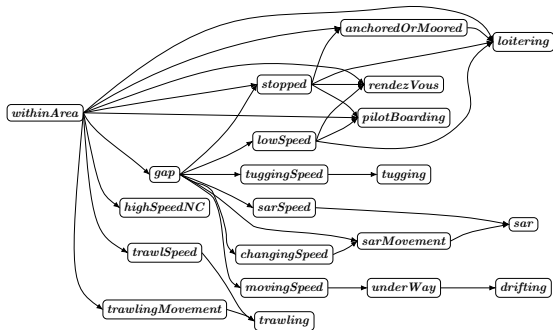 anchoredOrMoored
loitering
stopped
rendezVous
withinArea
pilotBoarding
lowSpeed
gap
tuggingSpeed
tugging
highSpeedNC
sarSpeed
sar
sarMovement
trawlSpeed
changingSpeed
movingSpeed
underWay
drifting
trawlingMovement
trawling